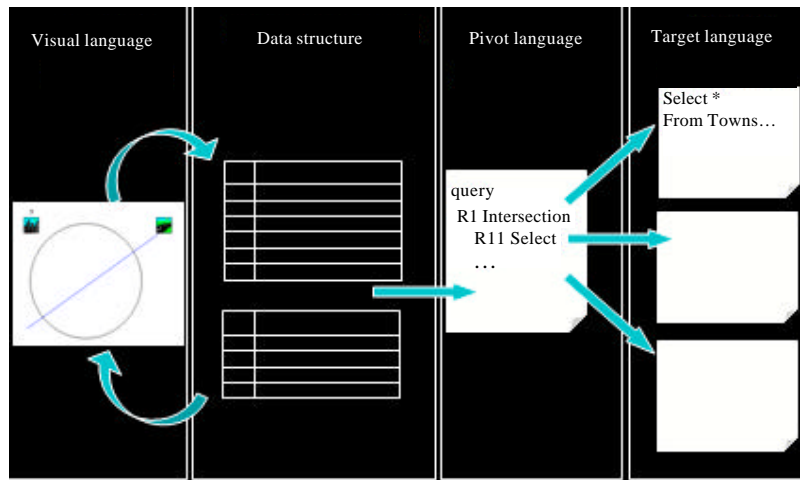 Visual language
Data structure
Pivot language
Target language
query
R1 Intersection
R11 Select
...
Select *
From Towns…